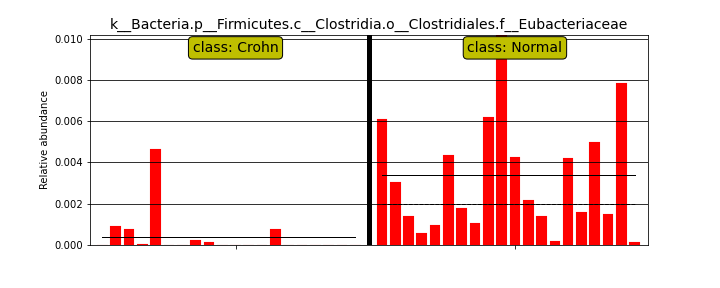 k__Bacteria.p__Firmicutes.c__Clostridia.o__Clostridiales.f__Eubacteriaceae
class: Crohn
class: Normal
Relative abundance
0.010
0.008
0.006
0.004
0.002
0.000